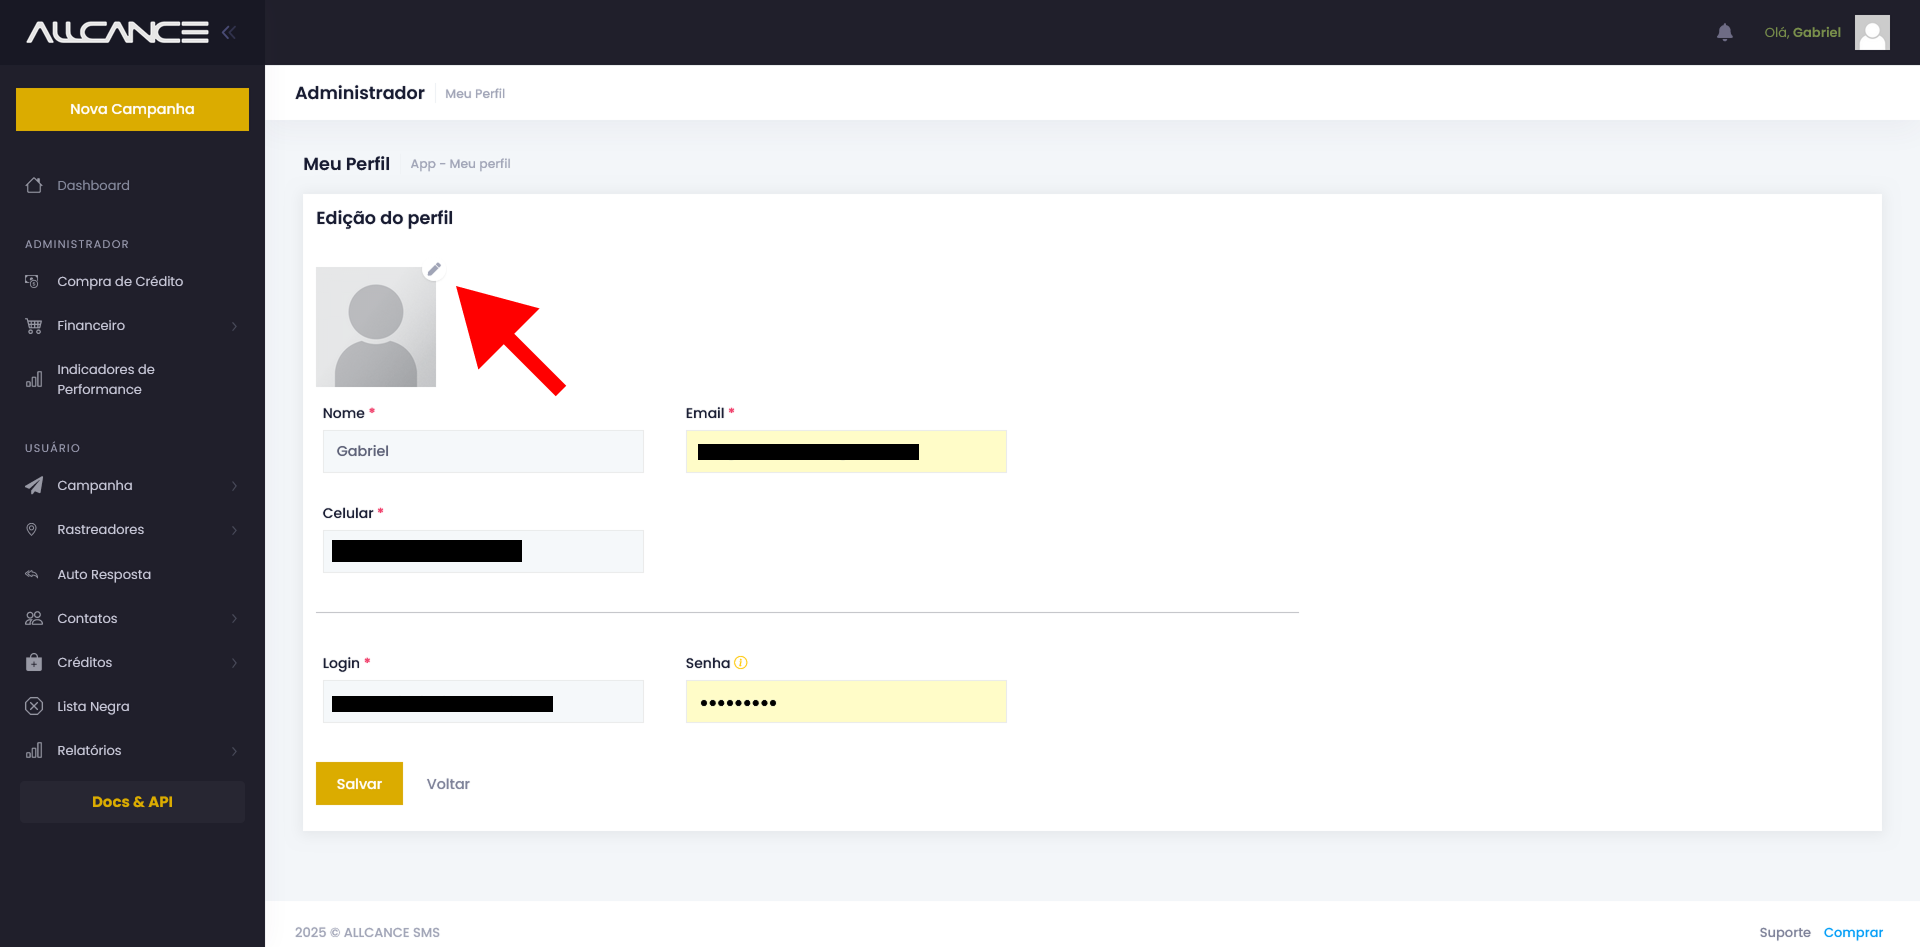 ALLCANCE
Olá, Gabriel
Nova Campanha
Dashboard
ADMINISTRADOR
Compra de Crédito
Financeiro
Indicadores de
Performance
USUÁRIO
Campanha
Rastreadores
Auto Resposta
Contatos
Créditos
Lista Negra
Relatórios
Docs & API
Administrador
Meu Perfil
Meu Perfil
App - Meu perfil
Edição do perfil
Nome *
Email *
Gabriel
Celular *
Login *
Senha
•••••••••
Salvar
Voltar
2025 © ALLCANCE SMS
Suporte
Comprar